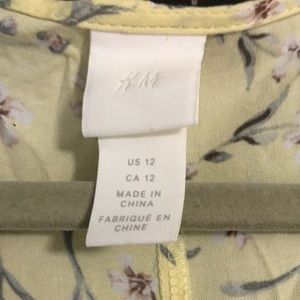 H&M
US 12
CA 12
MADE IN
CHINA
FABRIQUÉ EN
CHINE